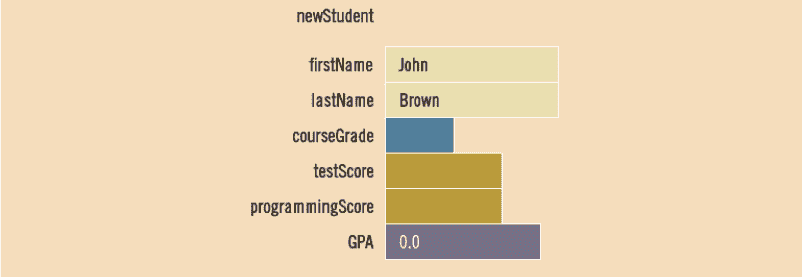 newStudent
firstName John
lastName Brown
courseGrade
testScore
programmingScore
GPA 0.0